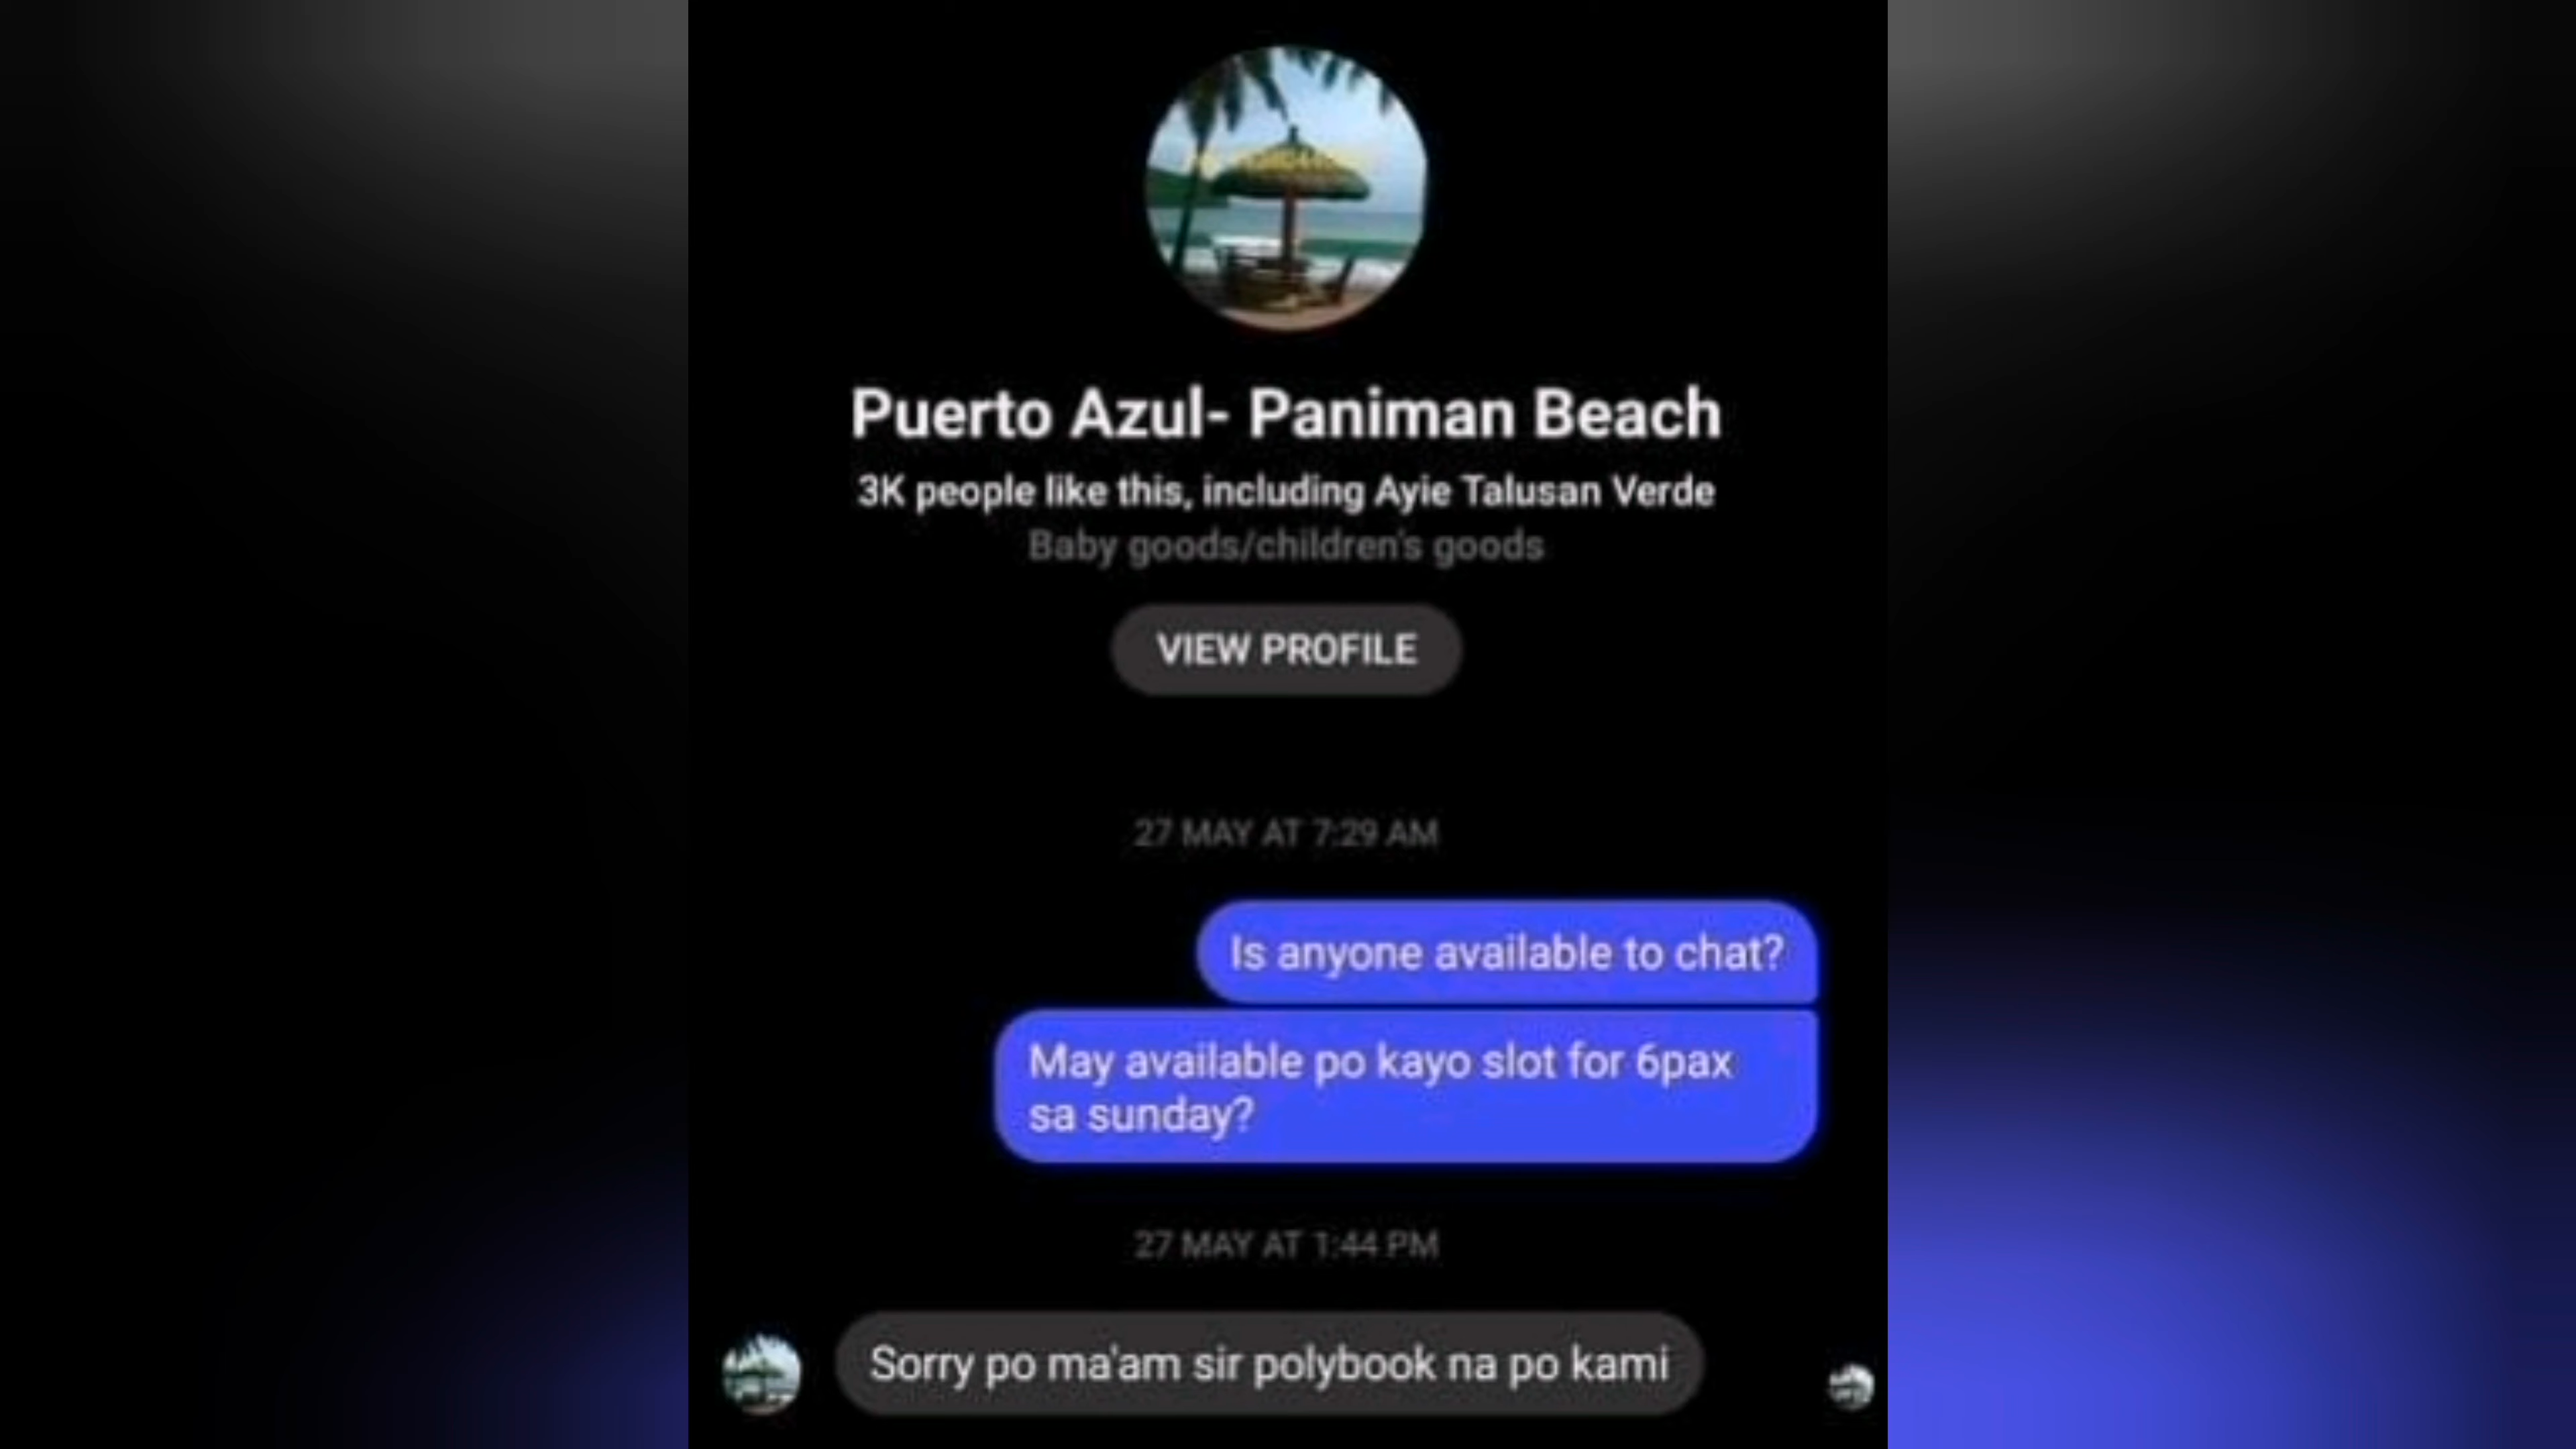 Puerto Azul- Paniman Beach
3K people like this, including Ayie Talusan Verde
Baby goods/children's goods
VIEW PROFILE
27 MAY AT 7:29 AM
Is anyone available to chat?
May available po kayo slot for 6pax
sa sunday?
27 MAY AT 1:44 PM
Sorry po ma'am sir polybook na po kami